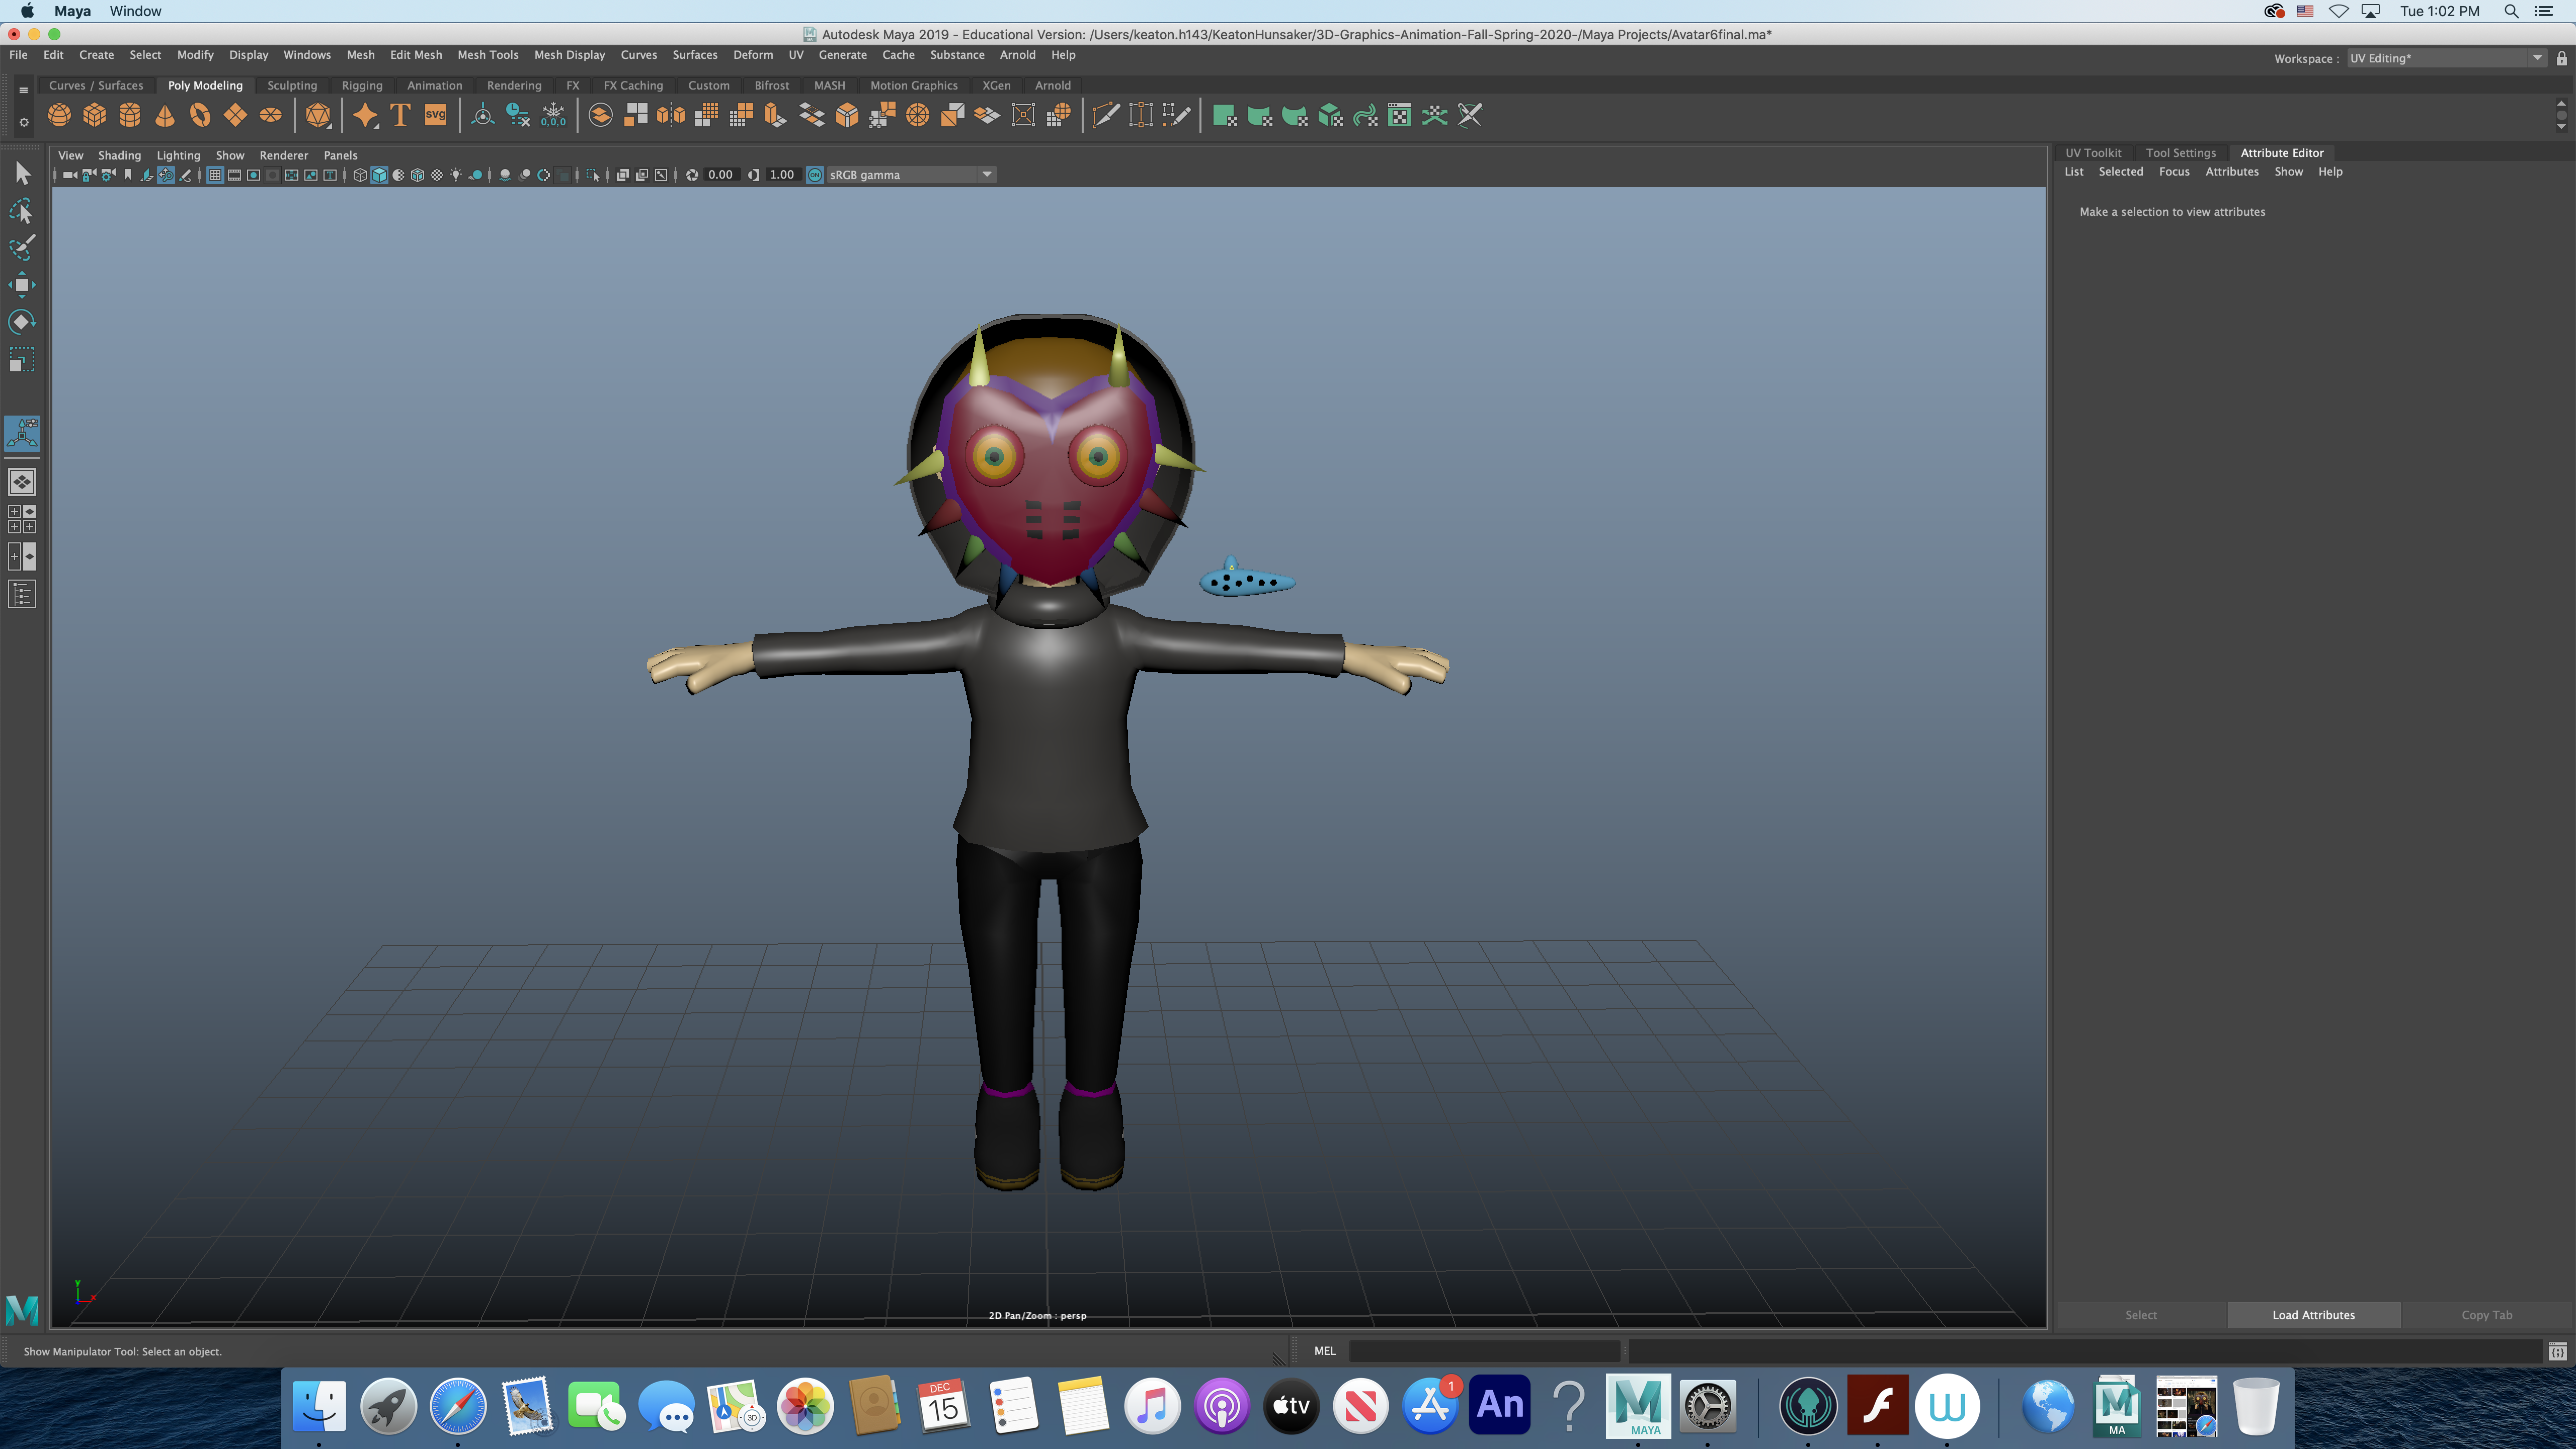 Maya Window Tue 1:02 PM
Autodesk Maya 2019 - Educational Version: /Users/keaton.h143/KeatonHunsaker/3D-Graphics-Animation-Fall-Spring-2020-/Maya Projects/Avatar6final.ma*
File Edit Create Select Modify Display Windows Mesh Edit Mesh Mesh Tools Mesh Display Curves Surfaces Deform UV Generate Cache Substance Arnold Help Workspace : UV Editing*
Curves / Surfaces Poly Modeling Sculpting Rigging Animation Rendering FX FX Caching Custom Bifrost MASH Motion Graphics XGen Arnold
T svg 0,0,0
View Shading Lighting Show Renderer Panels
UV Toolkit Tool Settings Attribute Editor
List Selected Focus Attributes Show Help
0.00 1.00 ON sRGB gamma
Make a selection to view attributes
y
x
2D Pan/Zoom : persp
Select Load Attributes Copy Tab
M
Show Manipulator Tool: Select an object.
MEL
DEC
15
3D
tv
1
An
?
M
MAYA
W
M
MA